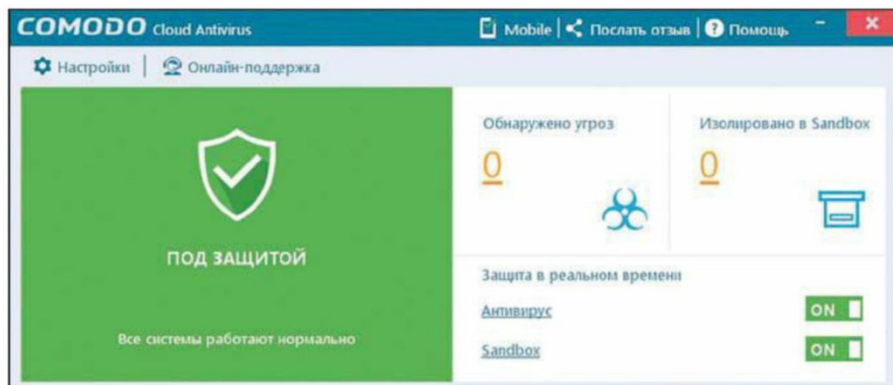 COMODO Cloud Antivirus
Mobile | Послать отзыв | ? Помощь
Настройки | Онлайн-поддержка
ПОД ЗАЩИТОЙ
Все системы работают нормально
Обнаружено угроз
0
Изолировано в Sandbox
0
Защита в реальном времени
Антивирус ON
Sandbox ON